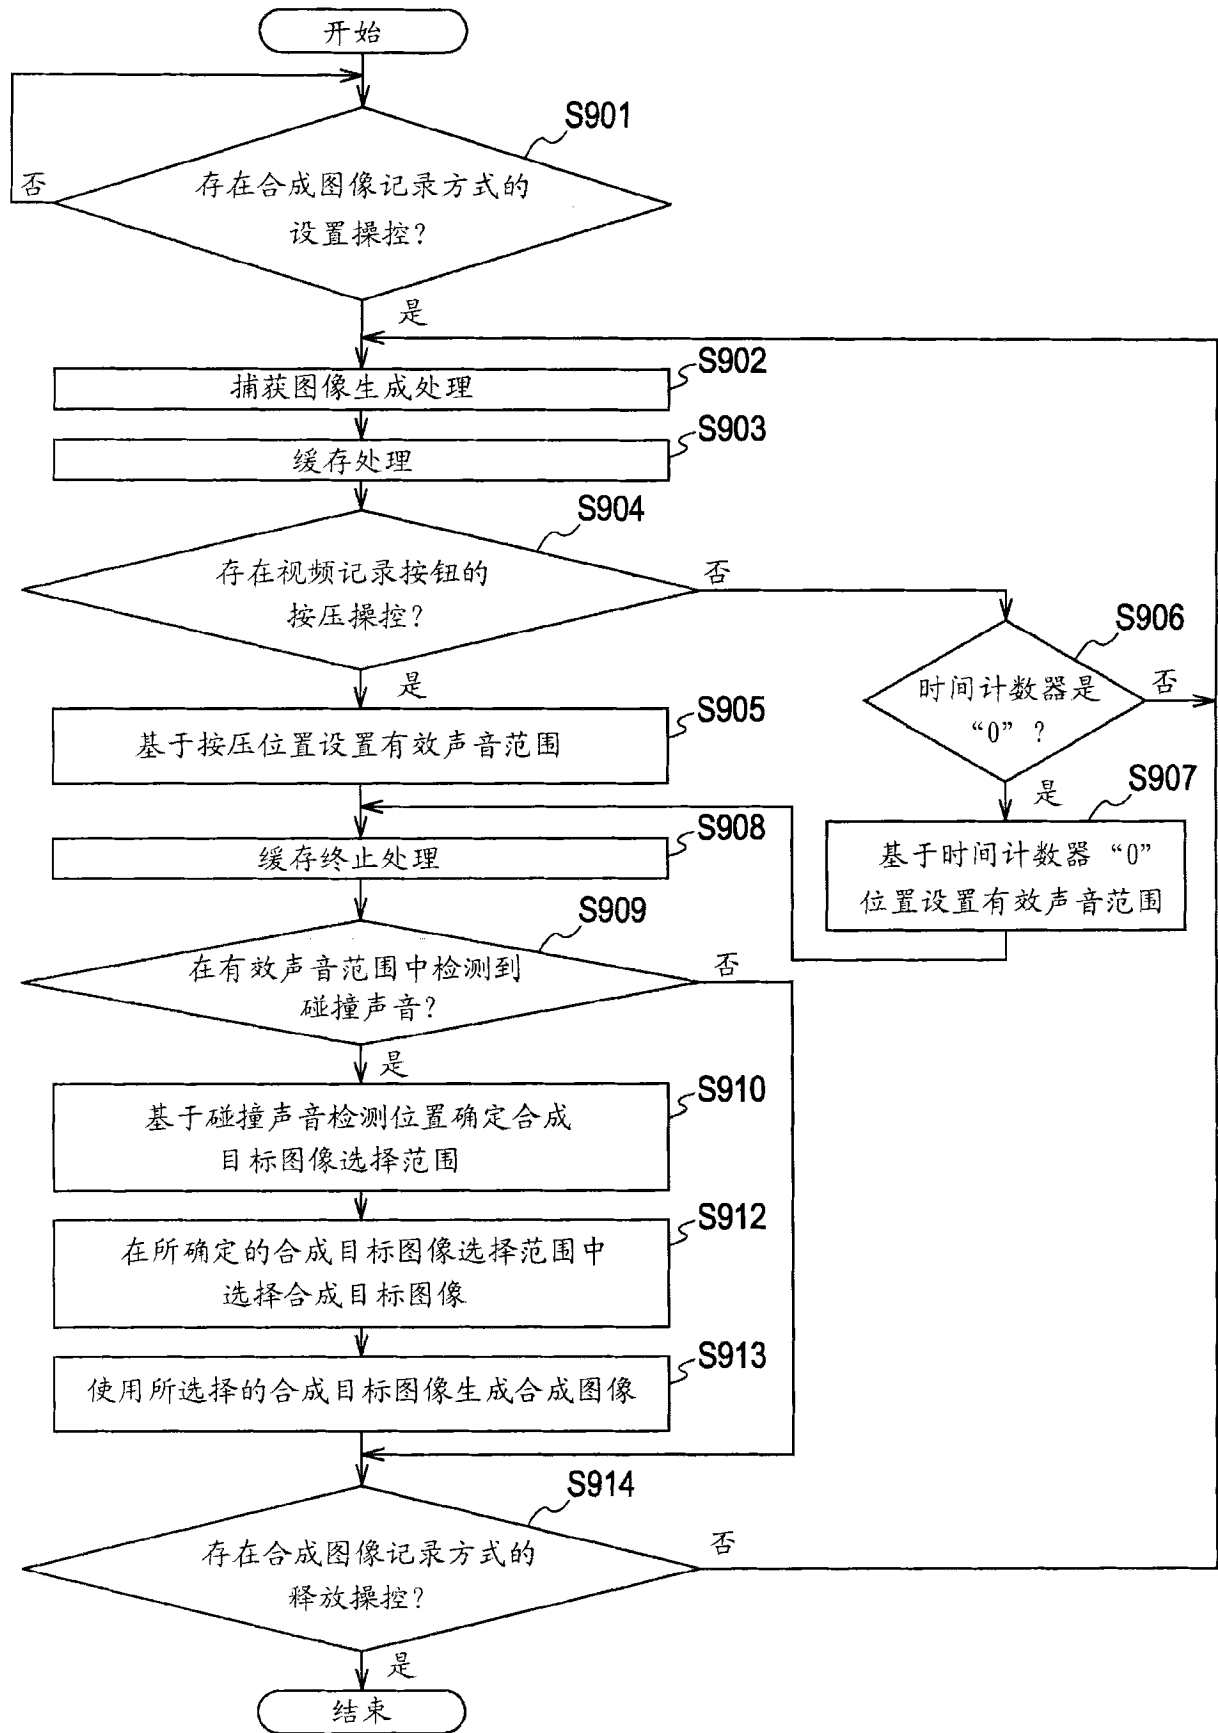 开始
S901
否
存在合成图像记录方式的
设置操控？
是
S902
捕获图像生成处理
S903
缓存处理
S904
存在视频记录按钮的
按压操控？
否
是
S906
时间计数器是
“0” ？
否
是
S905
基于按压位置设置有效声音范围
S907
基于时间计数器 “0”
位置设置有效声音范围
S908
缓存终止处理
S909
在有效声音范围中检测到
碰撞声音？
否
是
S910
基于碰撞声音检测位置确定合成
目标图像选择范围
S912
在所确定的合成目标图像选择范围中
选择合成目标图像
S913
使用所选择的合成目标图像生成合成图像
S914
存在合成图像记录方式的
释放操控？
否
是
结束